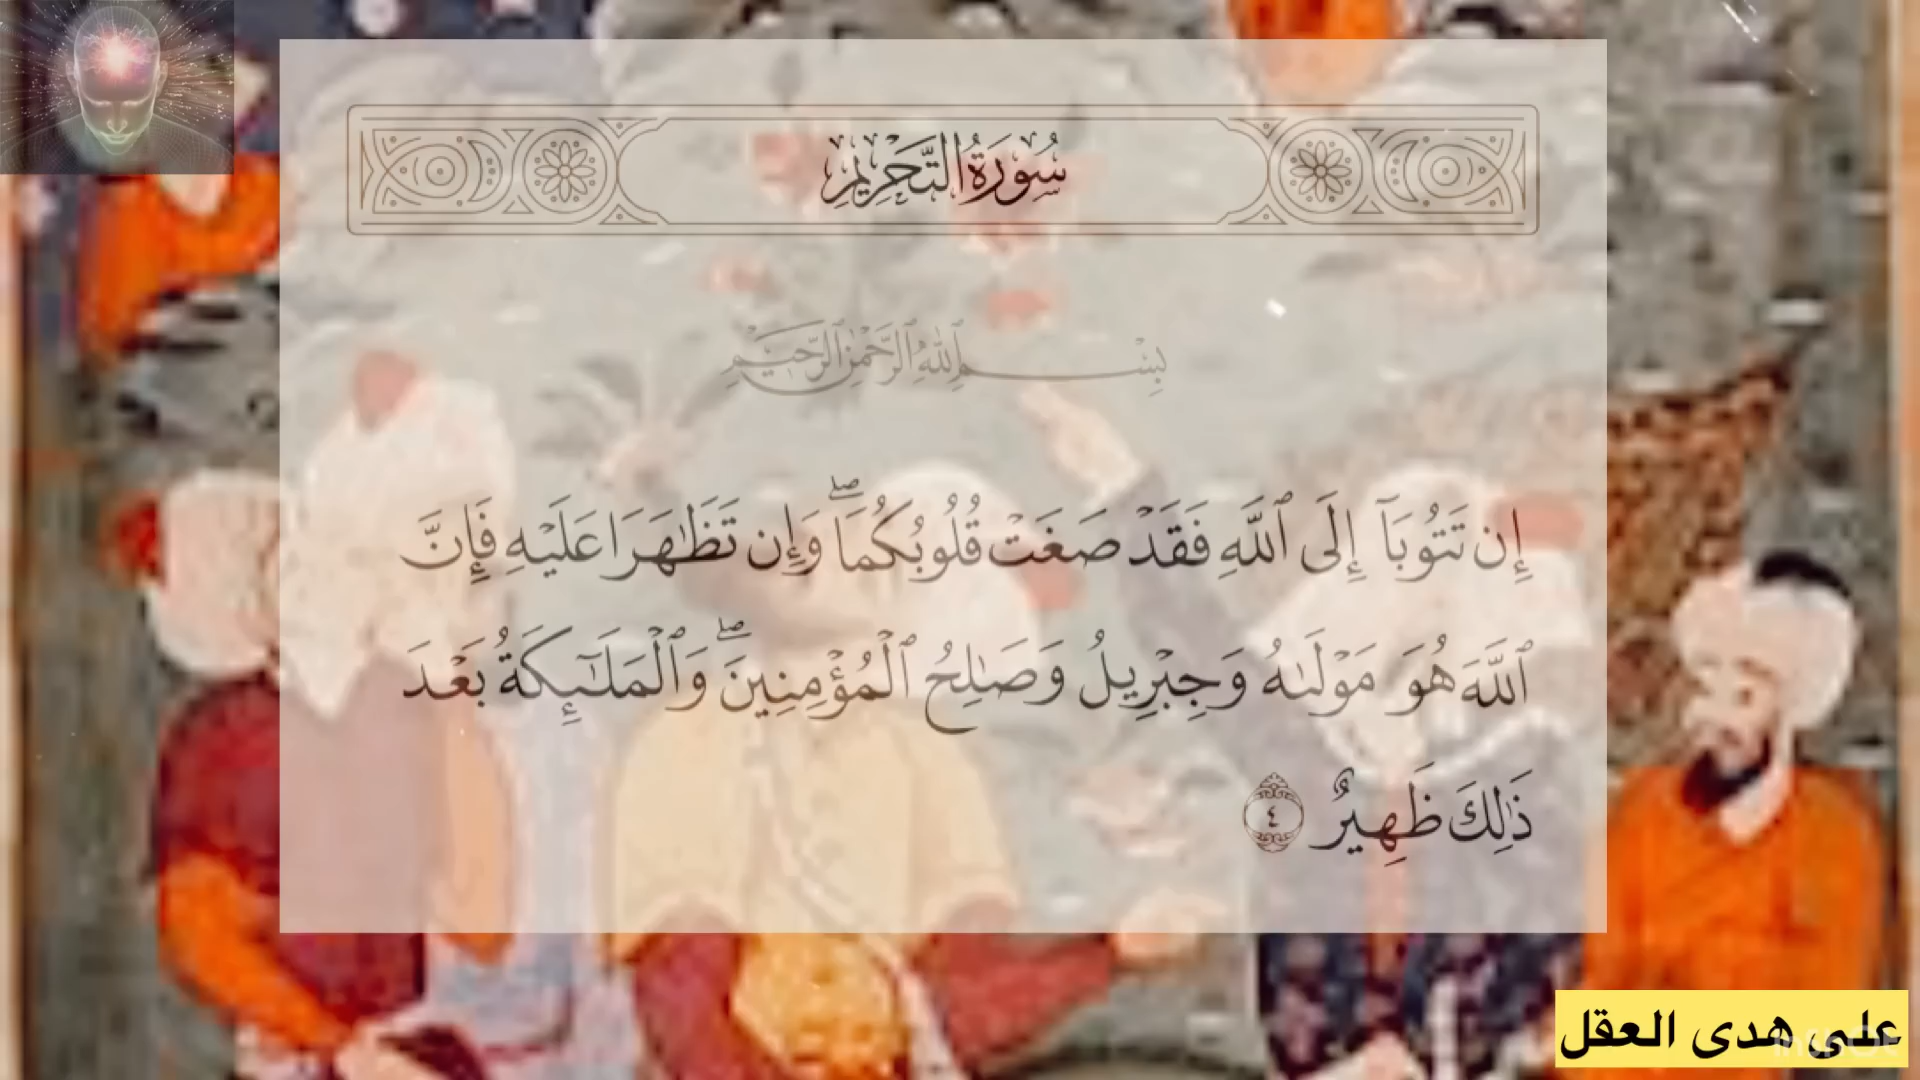 سُورَةُ التَّحْرِيمِ
بِسْمِ ٱللَّهِ ٱلرَّحْمَٰنِ ٱلرَّحِيمِ
إِن تَتُوبَآ إِلَى ٱللَّهِ فَقَدْ صَغَتْ قُلُوبُكُمَا ۖ وَإِن تَظَٰهَرَا عَلَيْهِ فَإِنَّ
ٱللَّهَ هُوَ مَوْلَىٰهُ وَجِبْرِيلُ وَصَٰلِحُ ٱلْمُؤْمِنِينَ ۖ وَٱلْمَلَٰٓئِكَةُ بَعْدَ
ذَٰلِكَ ظَهِيرٌ ٤
على هدى العقل